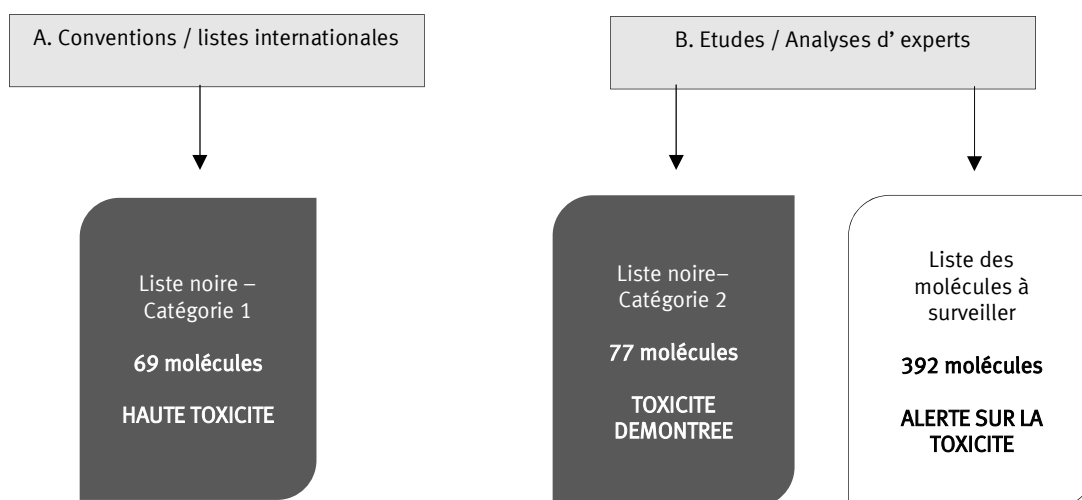 A. Conventions / listes internationales
B. Etudes / Analyses d' experts
Liste noire –
Catégorie 1
69 molécules
HAUTE TOXICITE
Liste noire–
Catégorie 2
77 molécules
TOXICITE
DEMONTREE
Liste des
molécules à
surveiller
392 molécules
ALERTE SUR LA
TOXICITE